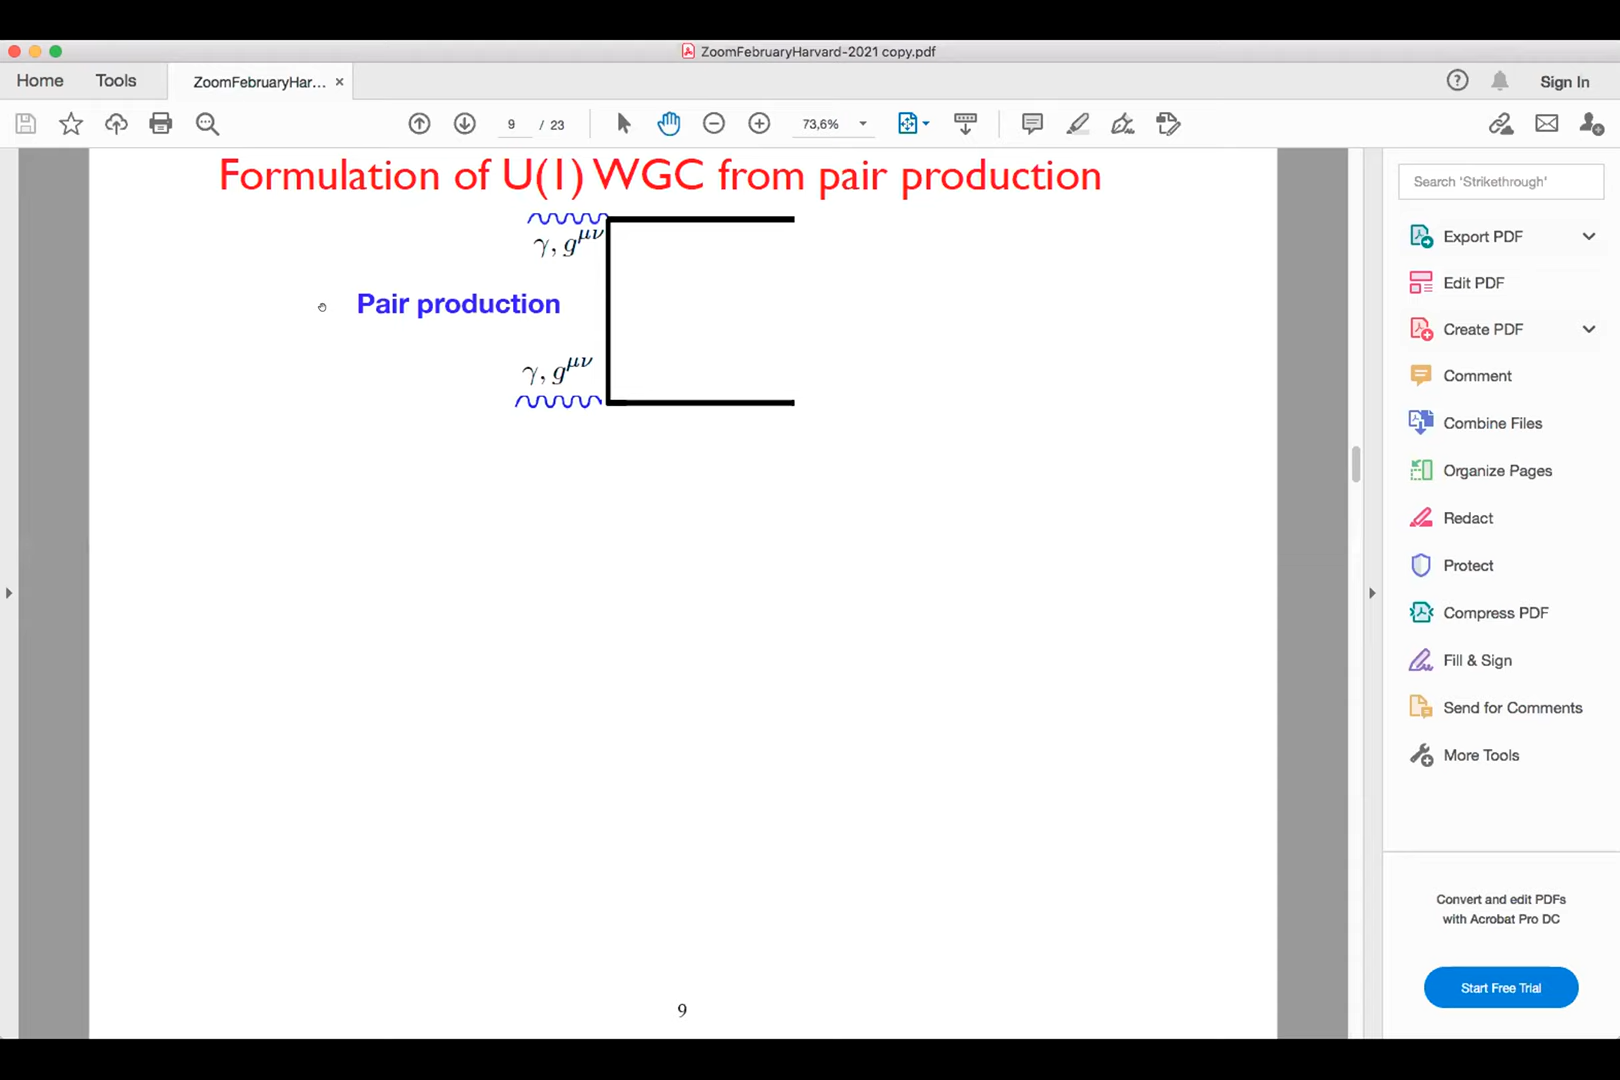 ZoomFebruaryHarvard-2021 copy.pdf
Home
Tools
ZoomFebruaryHar... ×
Sign In
9 / 23
73,6%
Formulation of U(1) WGC from pair production
γ, g^{μν}
Pair production
γ, g^{μν}
9
Search 'Strikethrough'
Export PDF
Edit PDF
Create PDF
Comment
Combine Files
Organize Pages
Redact
Protect
Compress PDF
Fill & Sign
Send for Comments
More Tools
Convert and edit PDFs
with Acrobat Pro DC
Start Free Trial